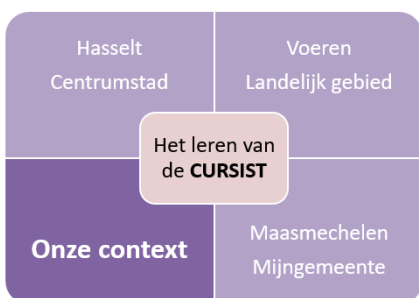 Hasselt
Centrumstad
Voeren
Landelijk gebied
Het leren van
de CURSIST
Onze context
Maasmechelen
Mijngemeente